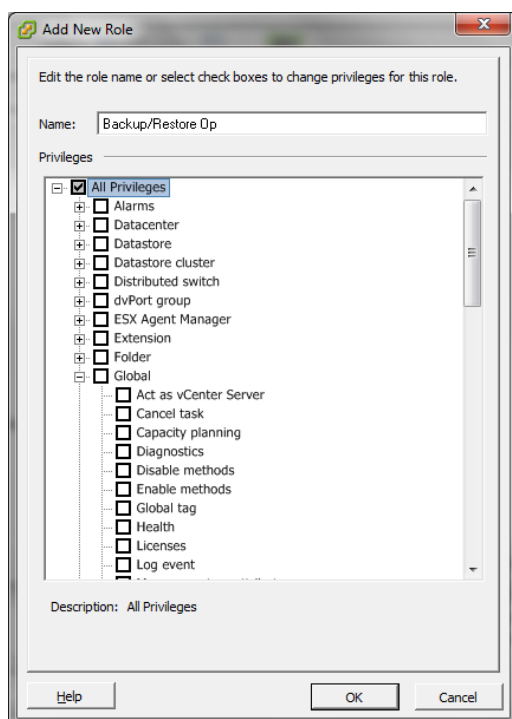 Add New Role
Edit the role name or select check boxes to change privileges for this role.
Name: Backup/Restore Op
Privileges
All Privileges
Alarms
Datacenter
Datastore
Datastore cluster
Distributed switch
dvPort group
ESX Agent Manager
Extension
Folder
Global
Act as vCenter Server
Cancel task
Capacity planning
Diagnostics
Disable methods
Enable methods
Global tag
Health
Licenses
Log event
Description: All Privileges
Help OK Cancel